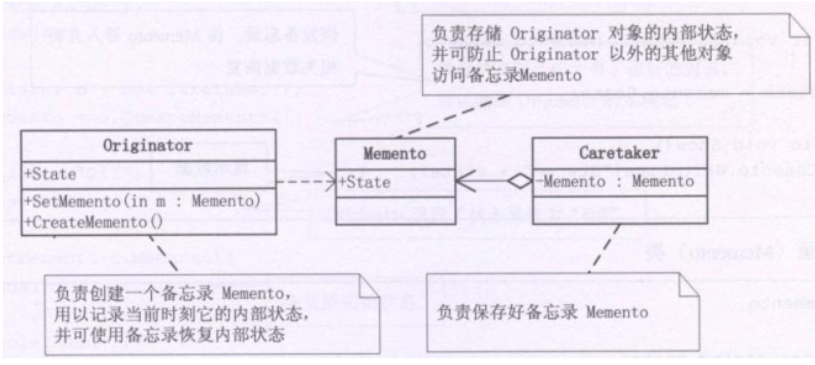 负责存储 Originator 对象的内部状态，
并可防止 Originator 以外的其他对象
访问备忘录Memento
Originator
+State
+SetMemento(in m : Memento)
+CreateMemento()
Memento
+State
Caretaker
-Memento : Memento
负责创建一个备忘录 Memento，
用以记录当前时刻它的内部状态，
并可使用备忘录恢复内部状态
负责保存好备忘录 Memento